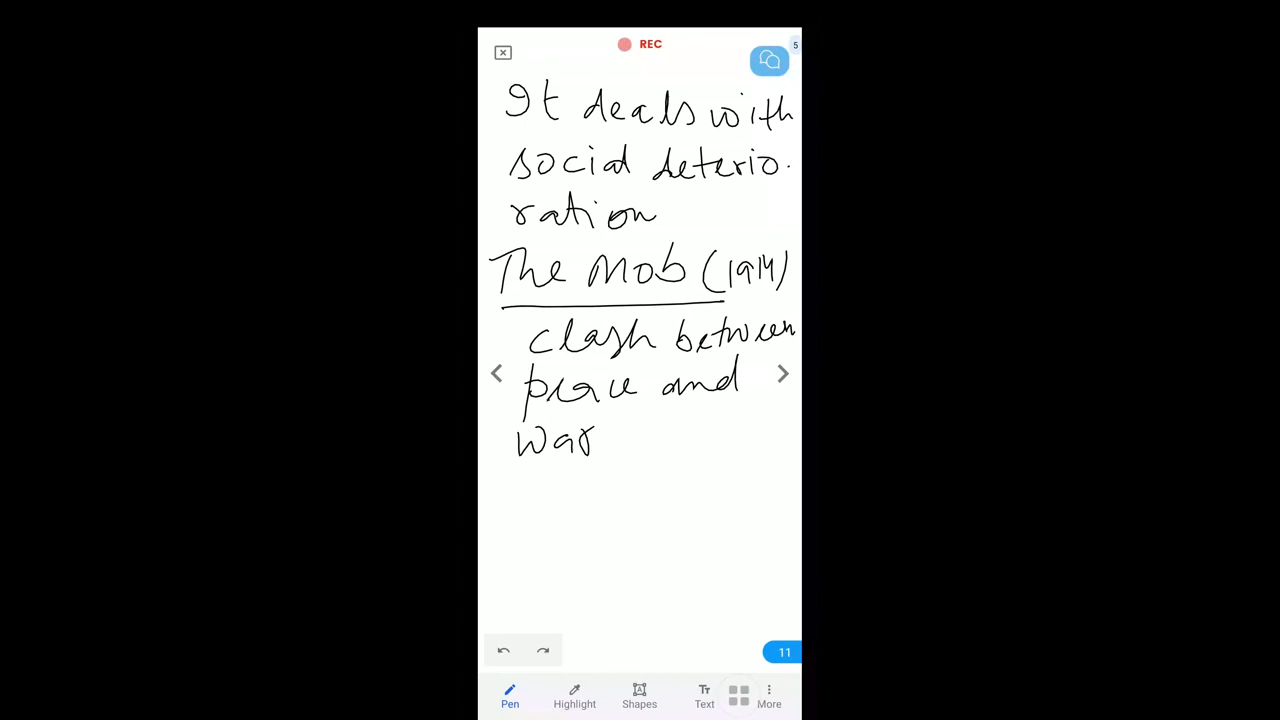 REC
5
It deals with
social deterio.
ration
The Mob (1914)
clash between
peace and
war
11
Pen Highlight Shapes Text More